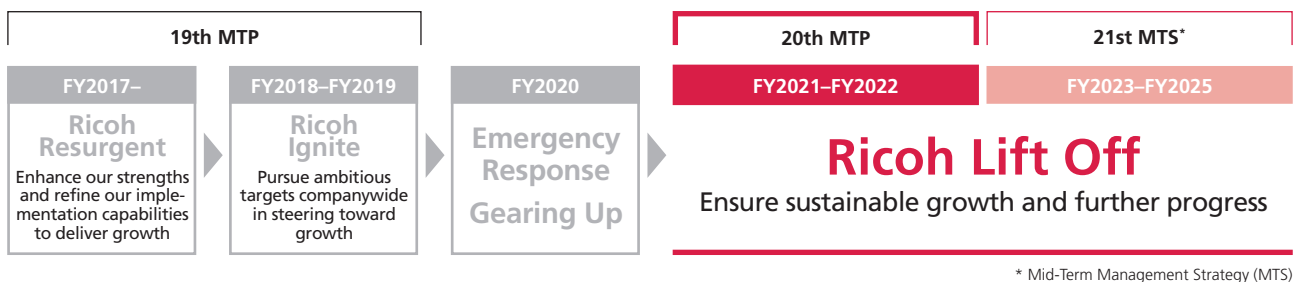 19th MTP
20th MTP
21st MTS*
FY2017–
FY2018–FY2019
FY2020
FY2021–FY2022
FY2023–FY2025
Ricoh
Resurgent
Enhance our strengths
and refine our imple-
mentation capabilities
to deliver growth
Ricoh
Ignite
Pursue ambitious
targets companywide
in steering toward
growth
Emergency
Response
Gearing Up
Ricoh Lift Off
Ensure sustainable growth and further progress
* Mid-Term Management Strategy (MTS)